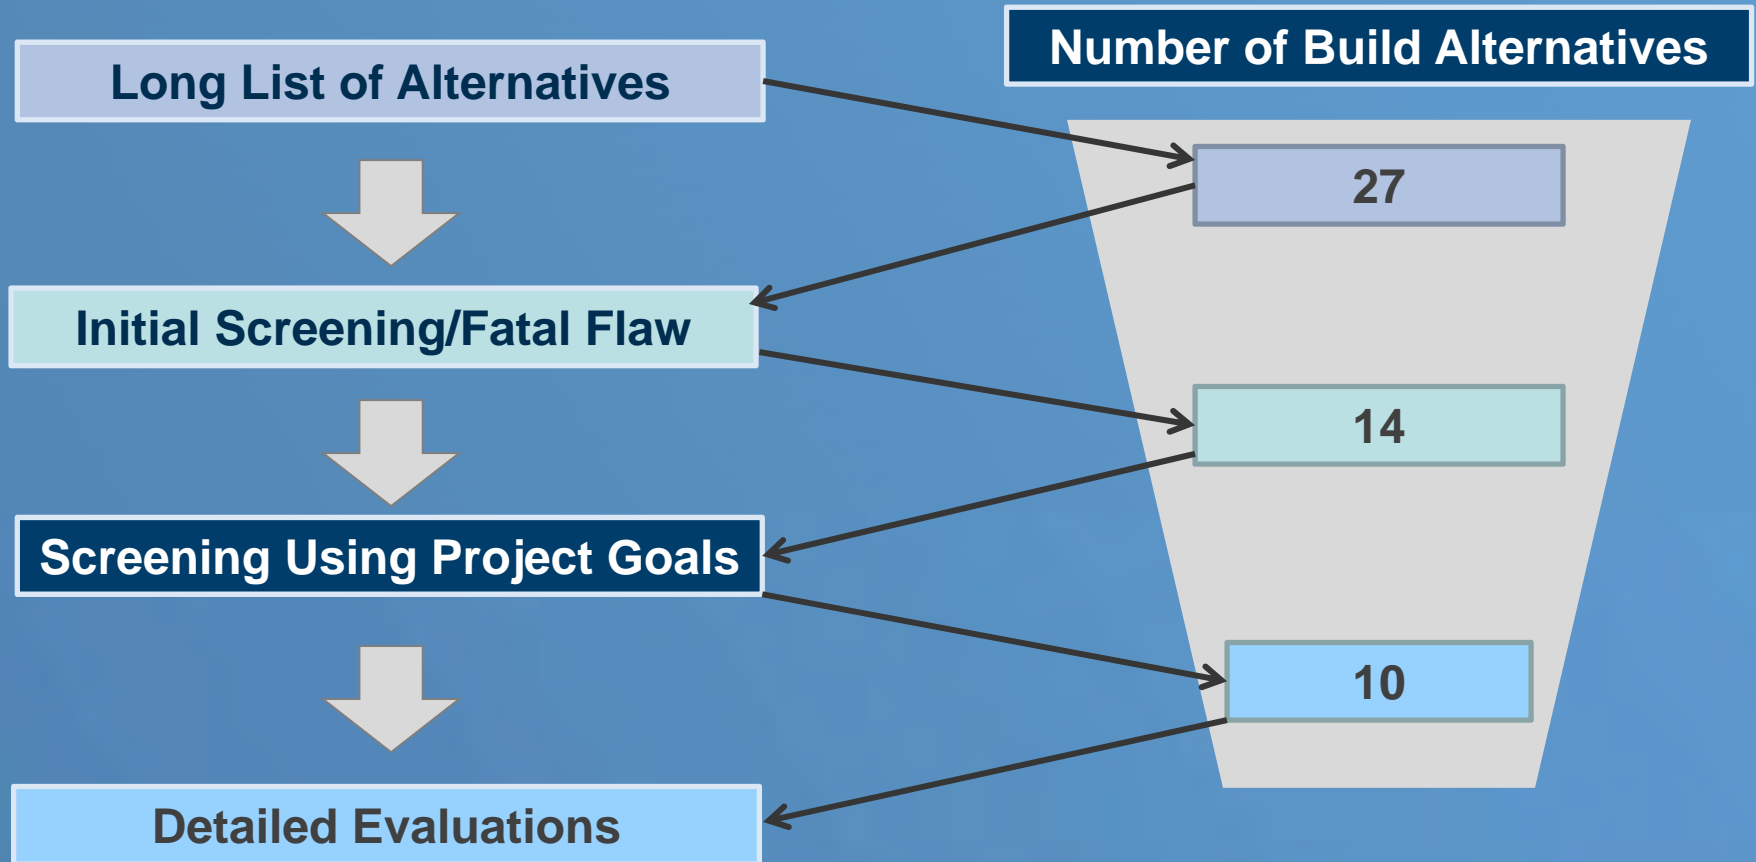 Number of Build Alternatives
Long List of Alternatives
27
Initial Screening/Fatal Flaw
14
Screening Using Project Goals
10
Detailed Evaluations